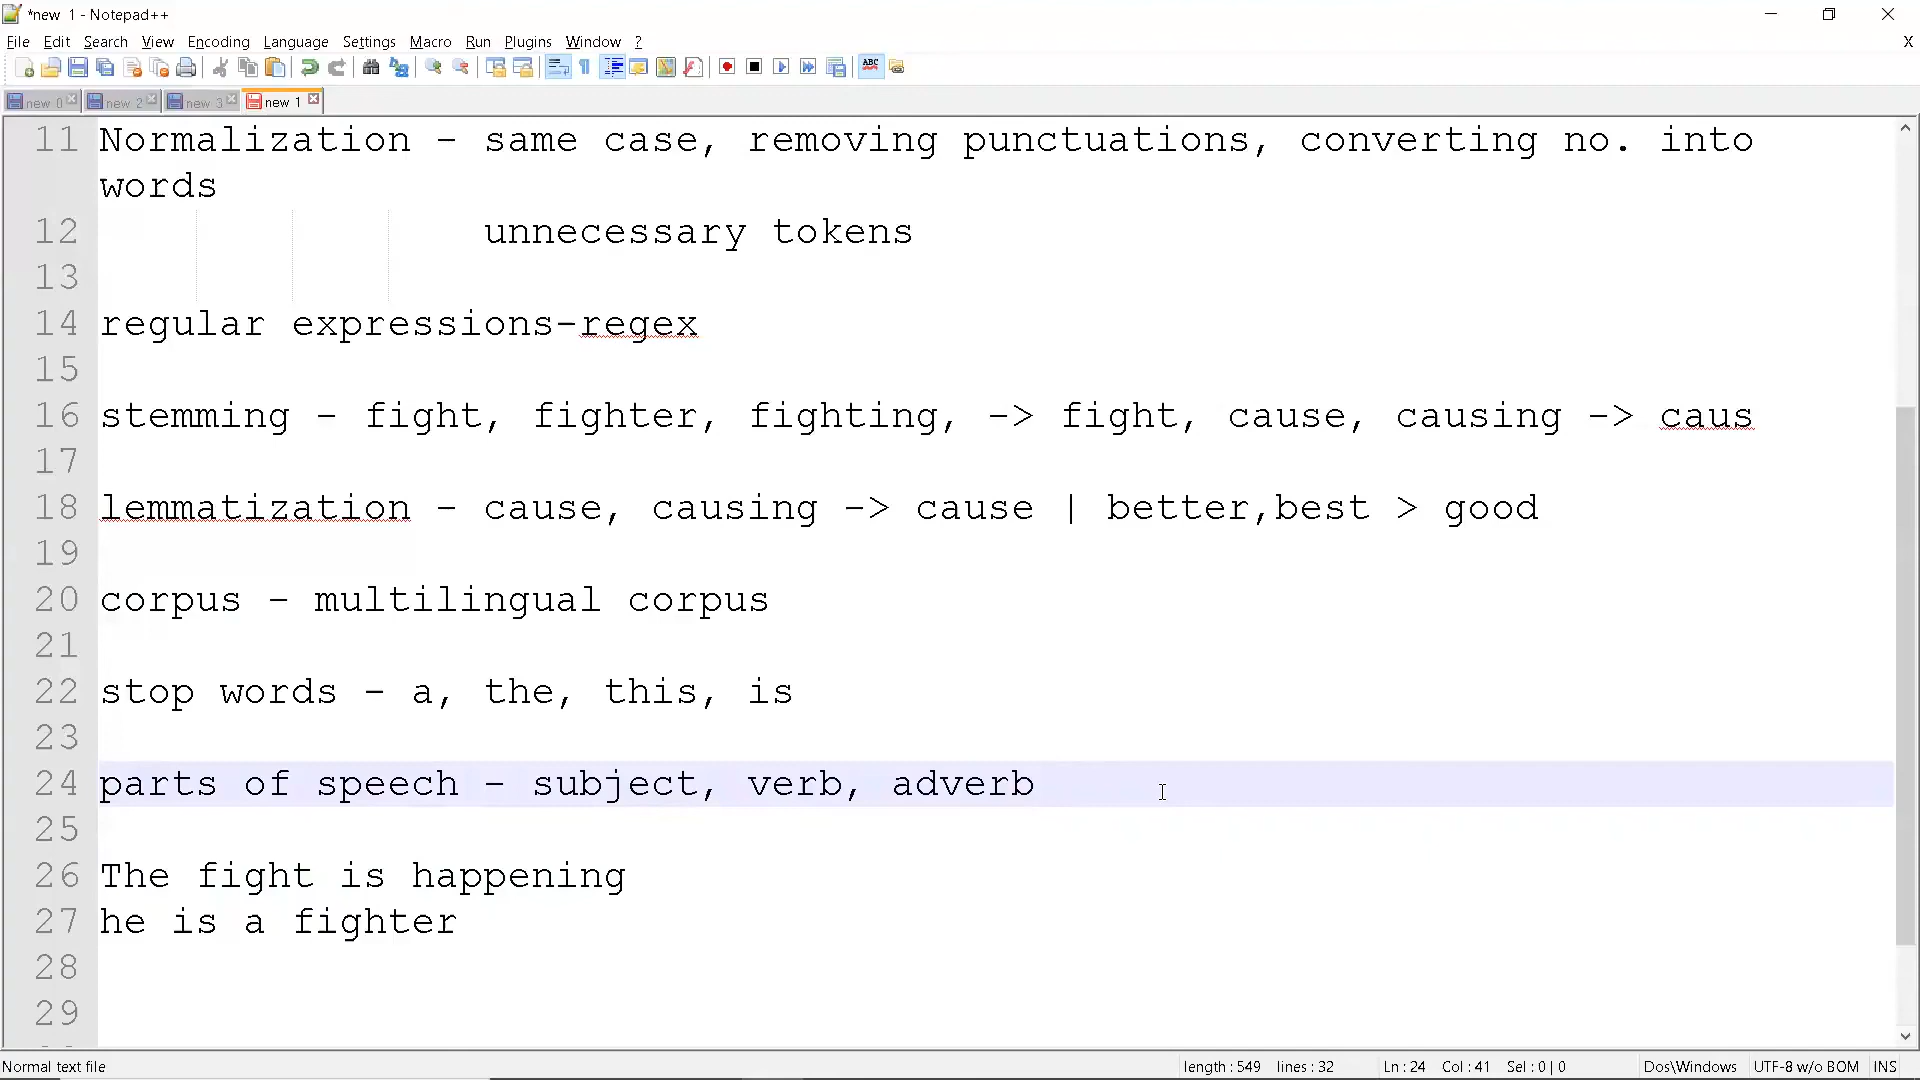 *new 1 - Notepad++
File Edit Search View Encoding Language Settings Macro Run Plugins Window ? X
ABC
new 0 new 2 new 3 new 1
11 Normalization - same case, removing punctuations, converting no. into
words
12 unnecessary tokens
13
14 regular expressions-regex
15
16 stemming - fight, fighter, fighting, -> fight, cause, causing -> caus
17
18 lemmatization - cause, causing -> cause | better,best > good
19
20 corpus - multilingual corpus
21
22 stop words - a, the, this, is
23
24 parts of speech - subject, verb, adverb
25
26 The fight is happening
27 he is a fighter
28
29
Normal text file length : 549 lines : 32 Ln : 24 Col : 41 Sel : 0 | 0 Dos\Windows UTF-8 w/o BOM INS